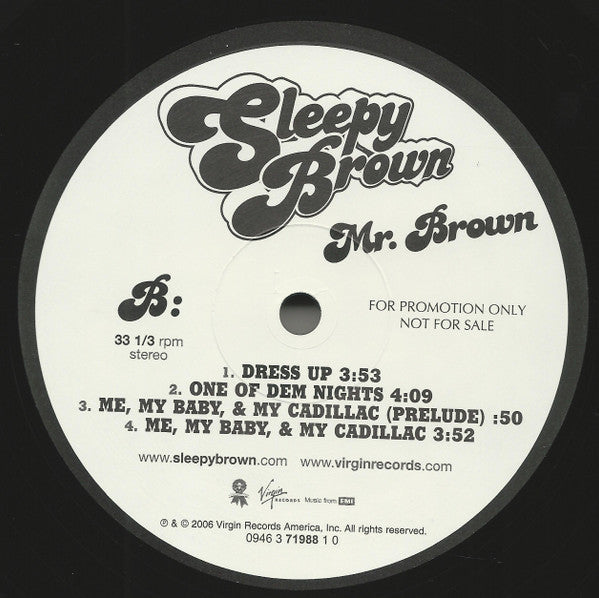 Sleepy
Brown
Mr. Brown
B:
FOR PROMOTION ONLY
NOT FOR SALE
33 1/3 rpm
stereo
1. DRESS UP 3:53
2. ONE OF DEM NIGHTS 4:09
3. ME, MY BABY, & MY CADILLAC (PRELUDE) :50
4. ME, MY BABY, & MY CADILLAC 3:52
www.sleepybrown.com www.virginrecords.com
Virgin RECORDS Music from EMI
℗ & © 2006 Virgin Records America, Inc. All rights reserved.
0946 3 71988 1 0